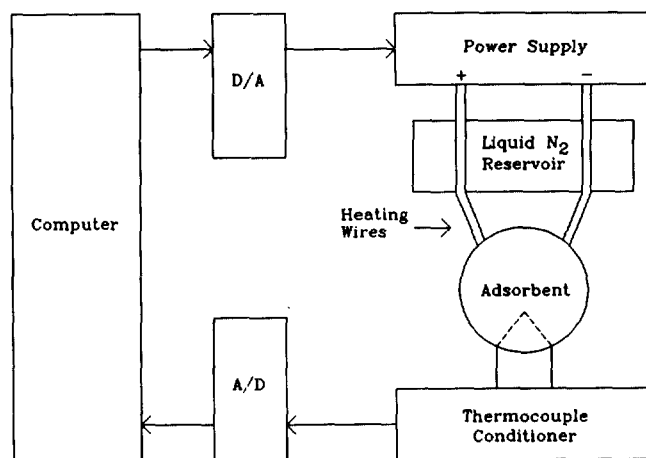 Power Supply
+ −
D/A
Liquid N₂
Reservoir
Heating
Wires
Computer
Adsorbent
A/D
Thermocouple
Conditioner